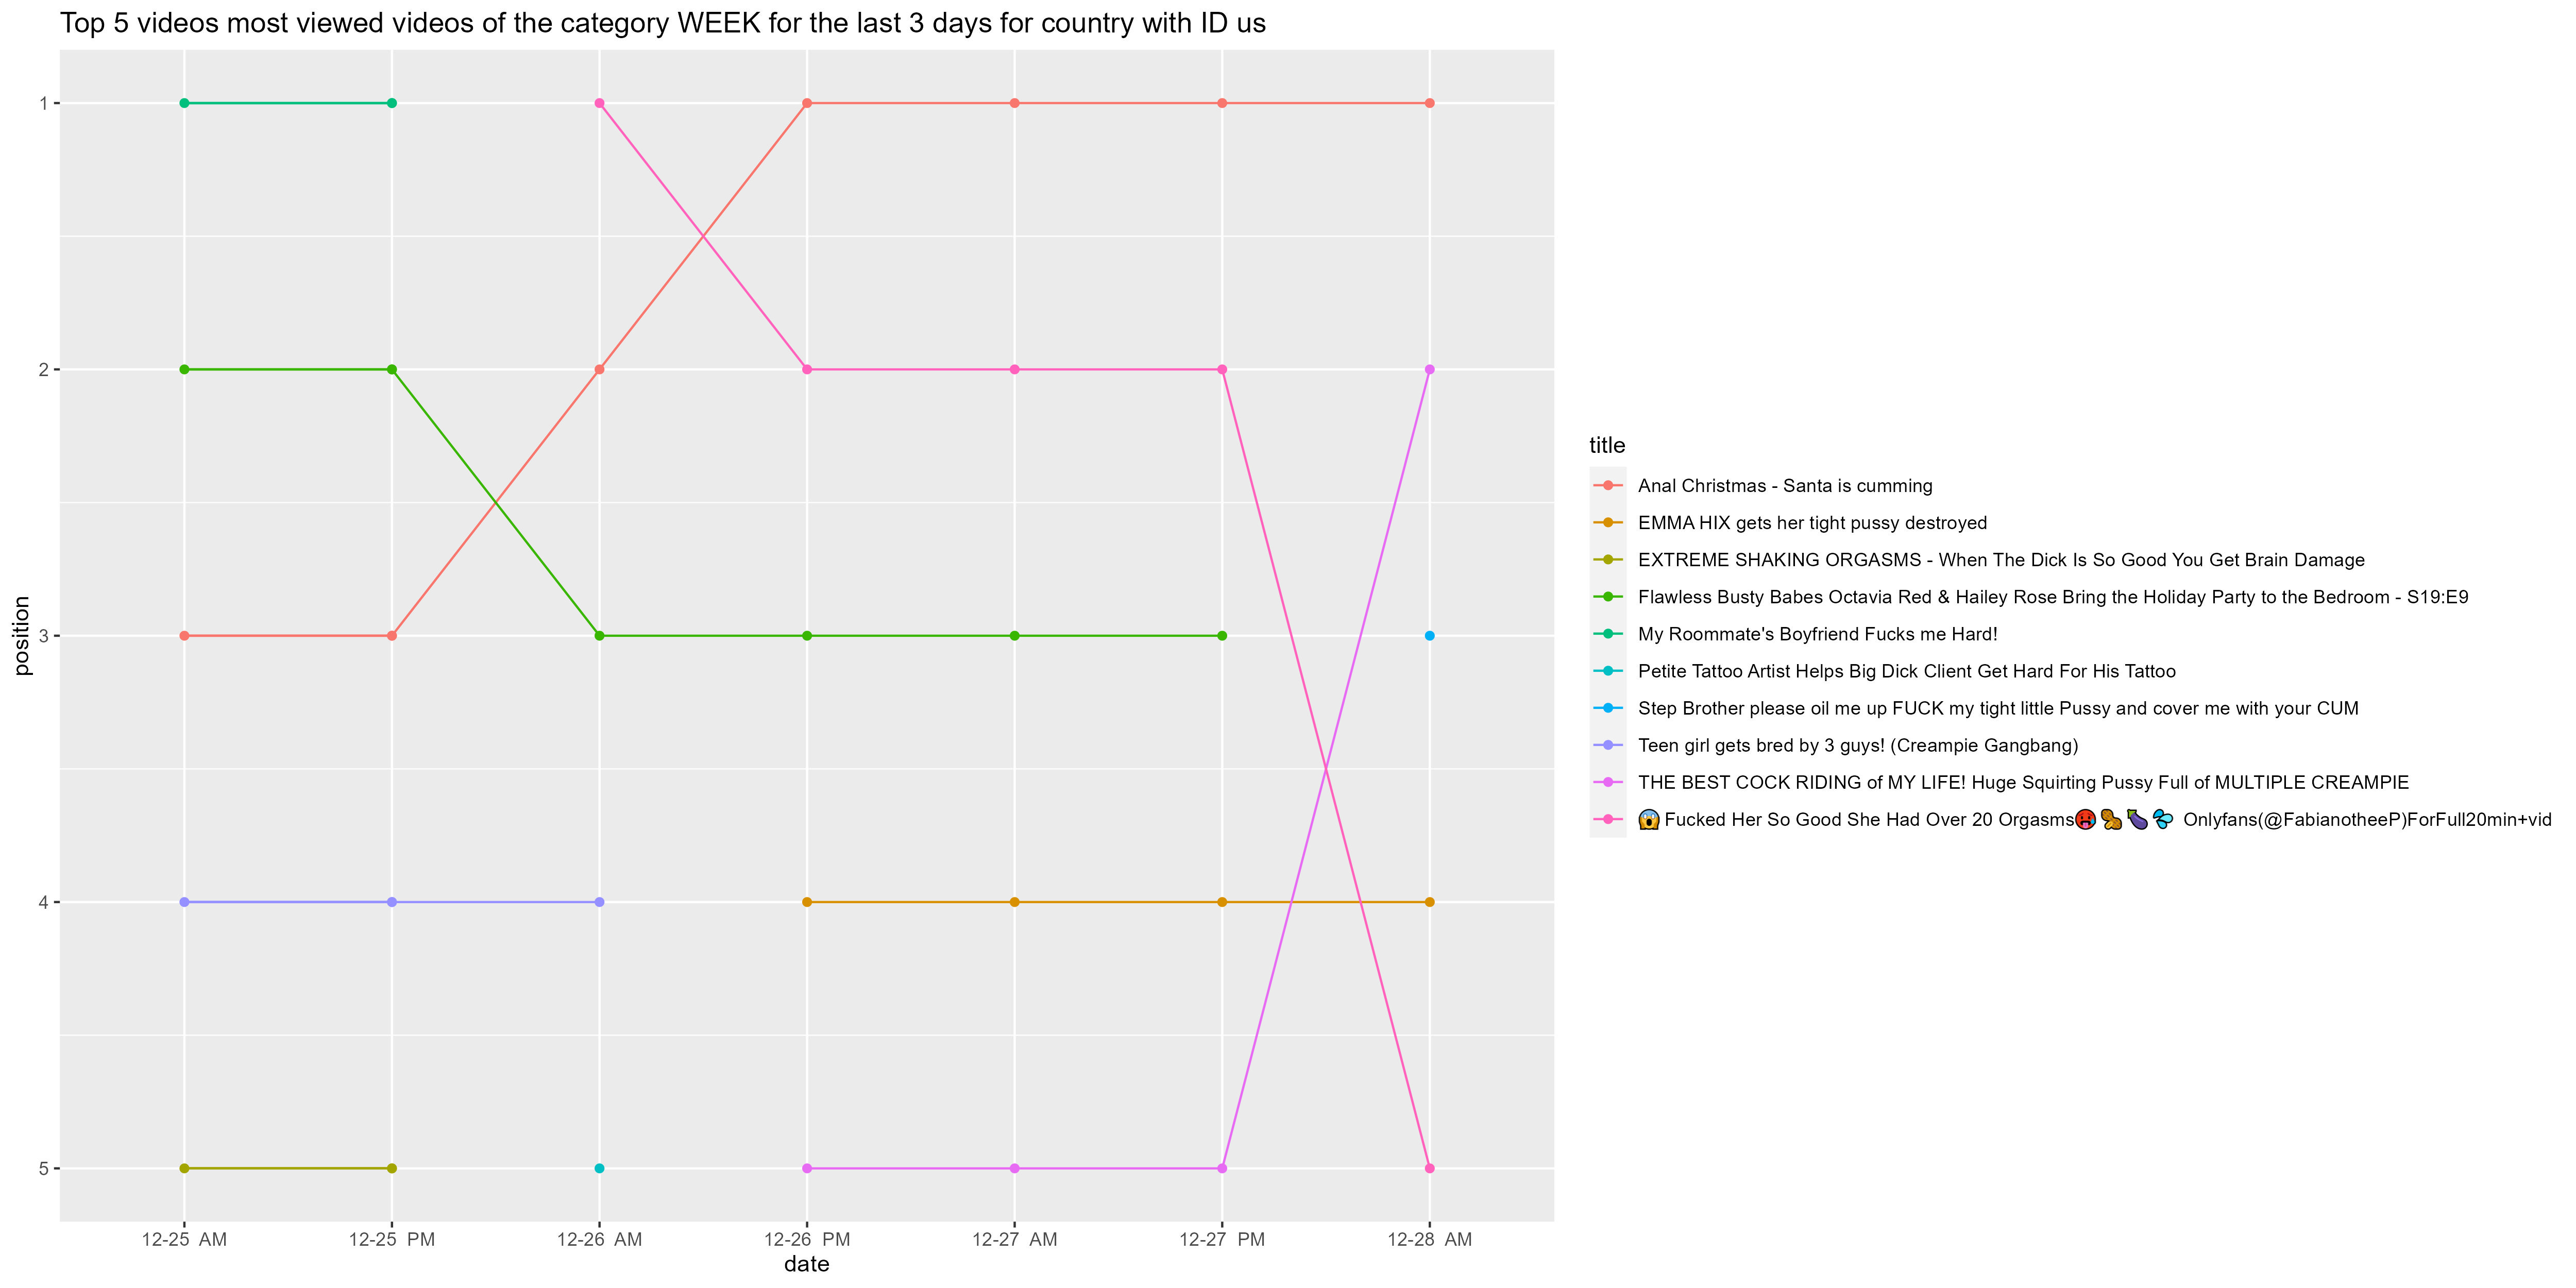 Top 5 videos most viewed videos of the category WEEK for the last 3 days for country with ID us
position
1
2
3
4
5
12-25 AM
12-25 PM
12-26 AM
12-26 PM
12-27 AM
12-27 PM
12-28 AM
date
title
Anal Christmas - Santa is cumming
EMMA HIX gets her tight pussy destroyed
EXTREME SHAKING ORGASMS - When The Dick Is So Good You Get Brain Damage
Flawless Busty Babes Octavia Red & Hailey Rose Bring the Holiday Party to the Bedroom - S19:E9
My Roommate's Boyfriend Fucks me Hard!
Petite Tattoo Artist Helps Big Dick Client Get Hard For His Tattoo
Step Brother please oil me up FUCK my tight little Pussy and cover me with your CUM
Teen girl gets bred by 3 guys! (Creampie Gangbang)
THE BEST COCK RIDING of MY LIFE! Huge Squirting Pussy Full of MULTIPLE CREAMPIE
😱 Fucked Her So Good She Had Over 20 Orgasms🥵🥜🍆💦 Onlyfans(@FabianotheeP)ForFull20min+vid